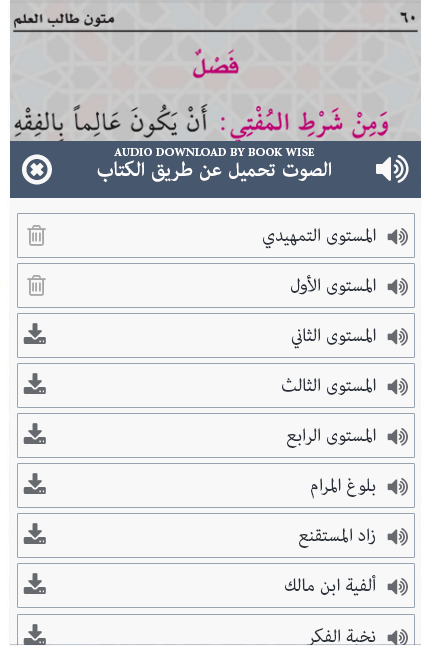 متون طالب العلم ٦٠
فَصْلٌ
وَمِنْ شَرْطِ المُفْتِي: أَنْ يَكُونَ عَالِماً بِالفِقْهِ
AUDIO DOWNLOAD BY BOOK WISE
الصوت تحميل عن طريق الكتاب
المستوى التمهيدي
المستوى الأول
المستوى الثاني
المستوى الثالث
المستوى الرابع
بلوغ المرام
زاد المستقنع
ألفية ابن مالك
نخبة الفكر